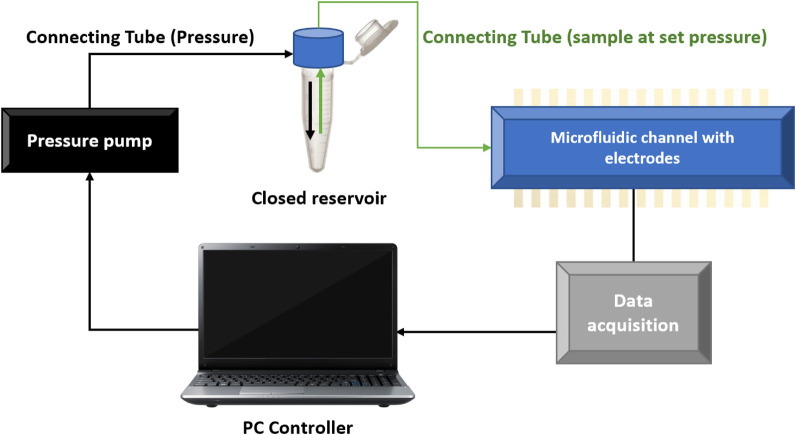 Connecting Tube (Pressure)
Connecting Tube (sample at set pressure)
Pressure pump
Microfluidic channel with
electrodes
Closed reservoir
Data
acquisition
PC Controller